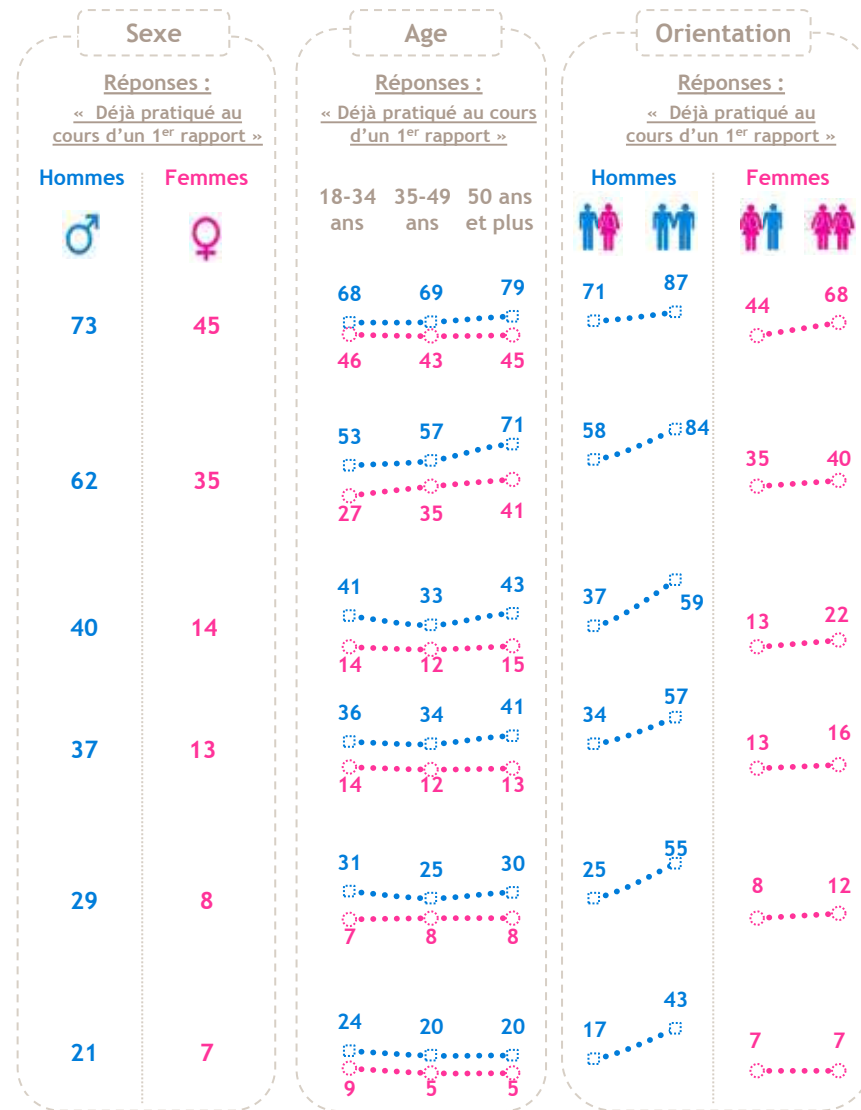 Sexe
Réponses :
« Déjà pratiqué au
cours d'un 1er rapport »
Hommes Femmes
73 45
62 35
40 14
37 13
29 8
21 7
Age
Réponses :
« Déjà pratiqué au cours
d'un 1er rapport »
18-34 35-49 50 ans
ans ans et plus
68 69 79
46 43 45
53 57 71
27 35 41
41 33 43
14 12 15
36 34 41
14 12 13
31 25 30
7 8 8
24 20 20
9 5 5
Orientation
Réponses :
« Déjà pratiqué au
cours d'un 1er rapport »
Hommes Femmes
71 87 44 68
58 84 35 40
37 59 13 22
34 57 13 16
25 55 8 12
17 43 7 7